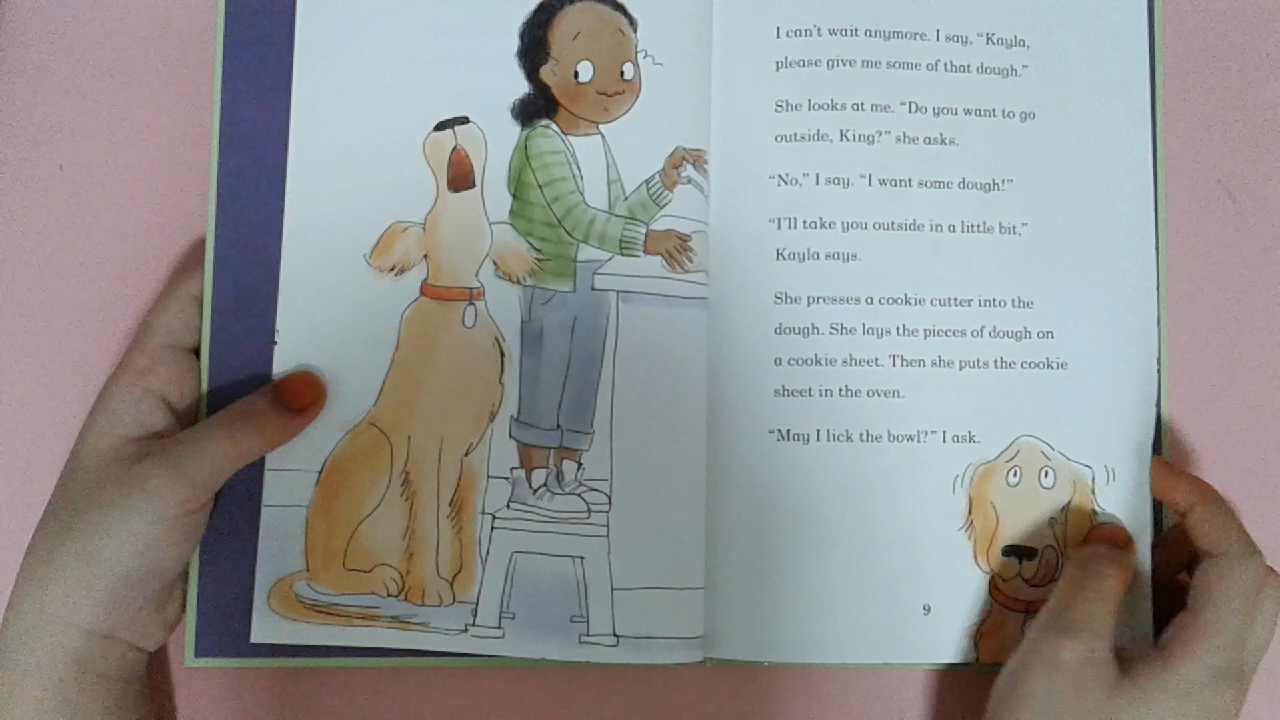 I can't wait anymore. I say, “Kayla,
please give me some of that dough.”
She looks at me. “Do you want to go
outside, King?” she asks.
“No,” I say. “I want some dough!”
“I'll take you outside in a little bit,”
Kayla says.
She presses a cookie cutter into the
dough. She lays the pieces of dough on
a cookie sheet. Then she puts the cookie
sheet in the oven.
“May I lick the bowl?” I ask.
9